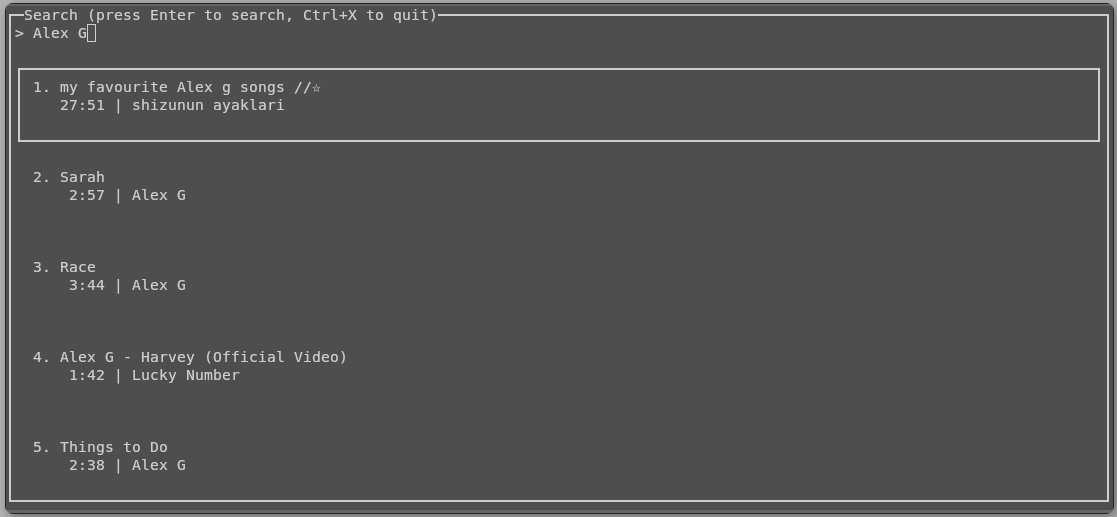 Search (press Enter to search, Ctrl+X to quit)
> Alex G
1. my favourite Alex g songs //☆
27:51 | shizunun ayaklari
2. Sarah
2:57 | Alex G
3. Race
3:44 | Alex G
4. Alex G - Harvey (Official Video)
1:42 | Lucky Number
5. Things to Do
2:38 | Alex G